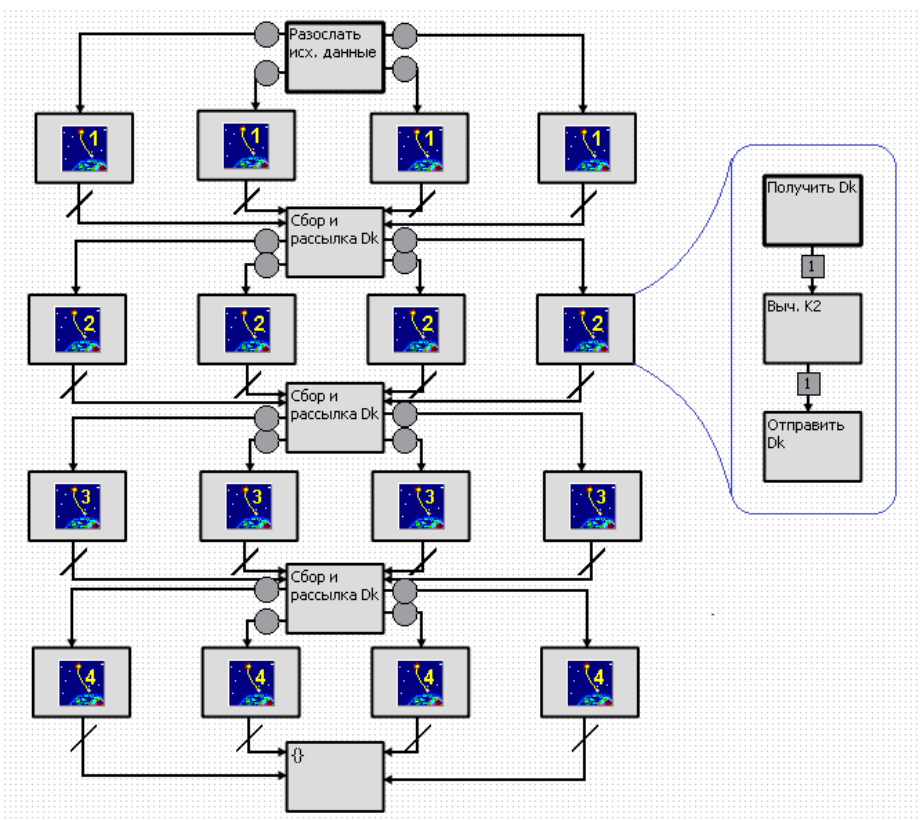 Разослать
исх. данные
1
1
1
1
Сбор и
рассылка Dk
2
2
2
2
Сбор и
рассылка Dk
3
3
3
3
Сбор и
рассылка Dk
4
4
4
4
-0-
Получить Dk
1
Выч. K2
1
Отправить
Dk